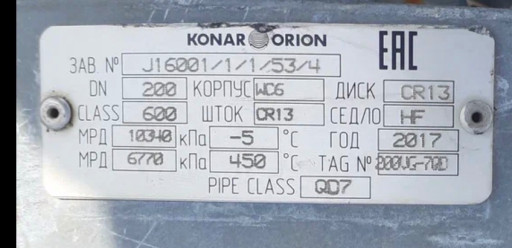 KONAR ORION EAC
ЗАВ. № J16001/1/1/53/4
DN 200 КОРПУС WC6 ДИСК CR13
CLASS 600 ШТОК CR13 СЕДЛО HF
МРД 10340 кПа -5 °С ГОД 2017
МРД 6770 кПа 450 °С TAG №
PIPE CLASS QD7